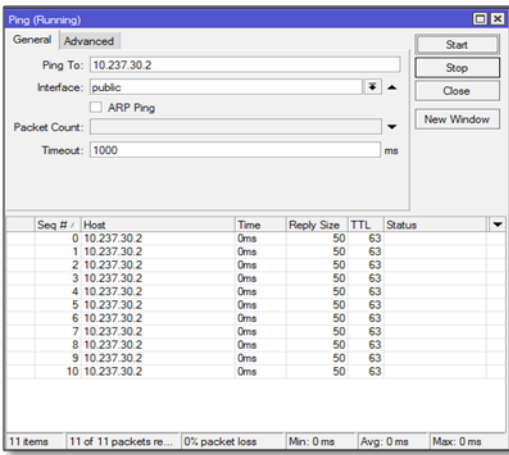 Ping (Running)
General Advanced
Ping To: 10.237.30.2
Interface: public
ARP Ping
Packet Count:
Timeout: 1000 ms
Start
Stop
Close
New Window
Seq # Host Time Reply Size TTL Status
0 10.237.30.2 0ms 50 63
1 10.237.30.2 0ms 50 63
2 10.237.30.2 0ms 50 63
3 10.237.30.2 0ms 50 63
4 10.237.30.2 0ms 50 63
5 10.237.30.2 0ms 50 63
6 10.237.30.2 0ms 50 63
7 10.237.30.2 0ms 50 63
8 10.237.30.2 0ms 50 63
9 10.237.30.2 0ms 50 63
10 10.237.30.2 0ms 50 63
11 items 11 of 11 packets re... 0% packet loss Min: 0 ms Avg: 0 ms Max: 0 ms